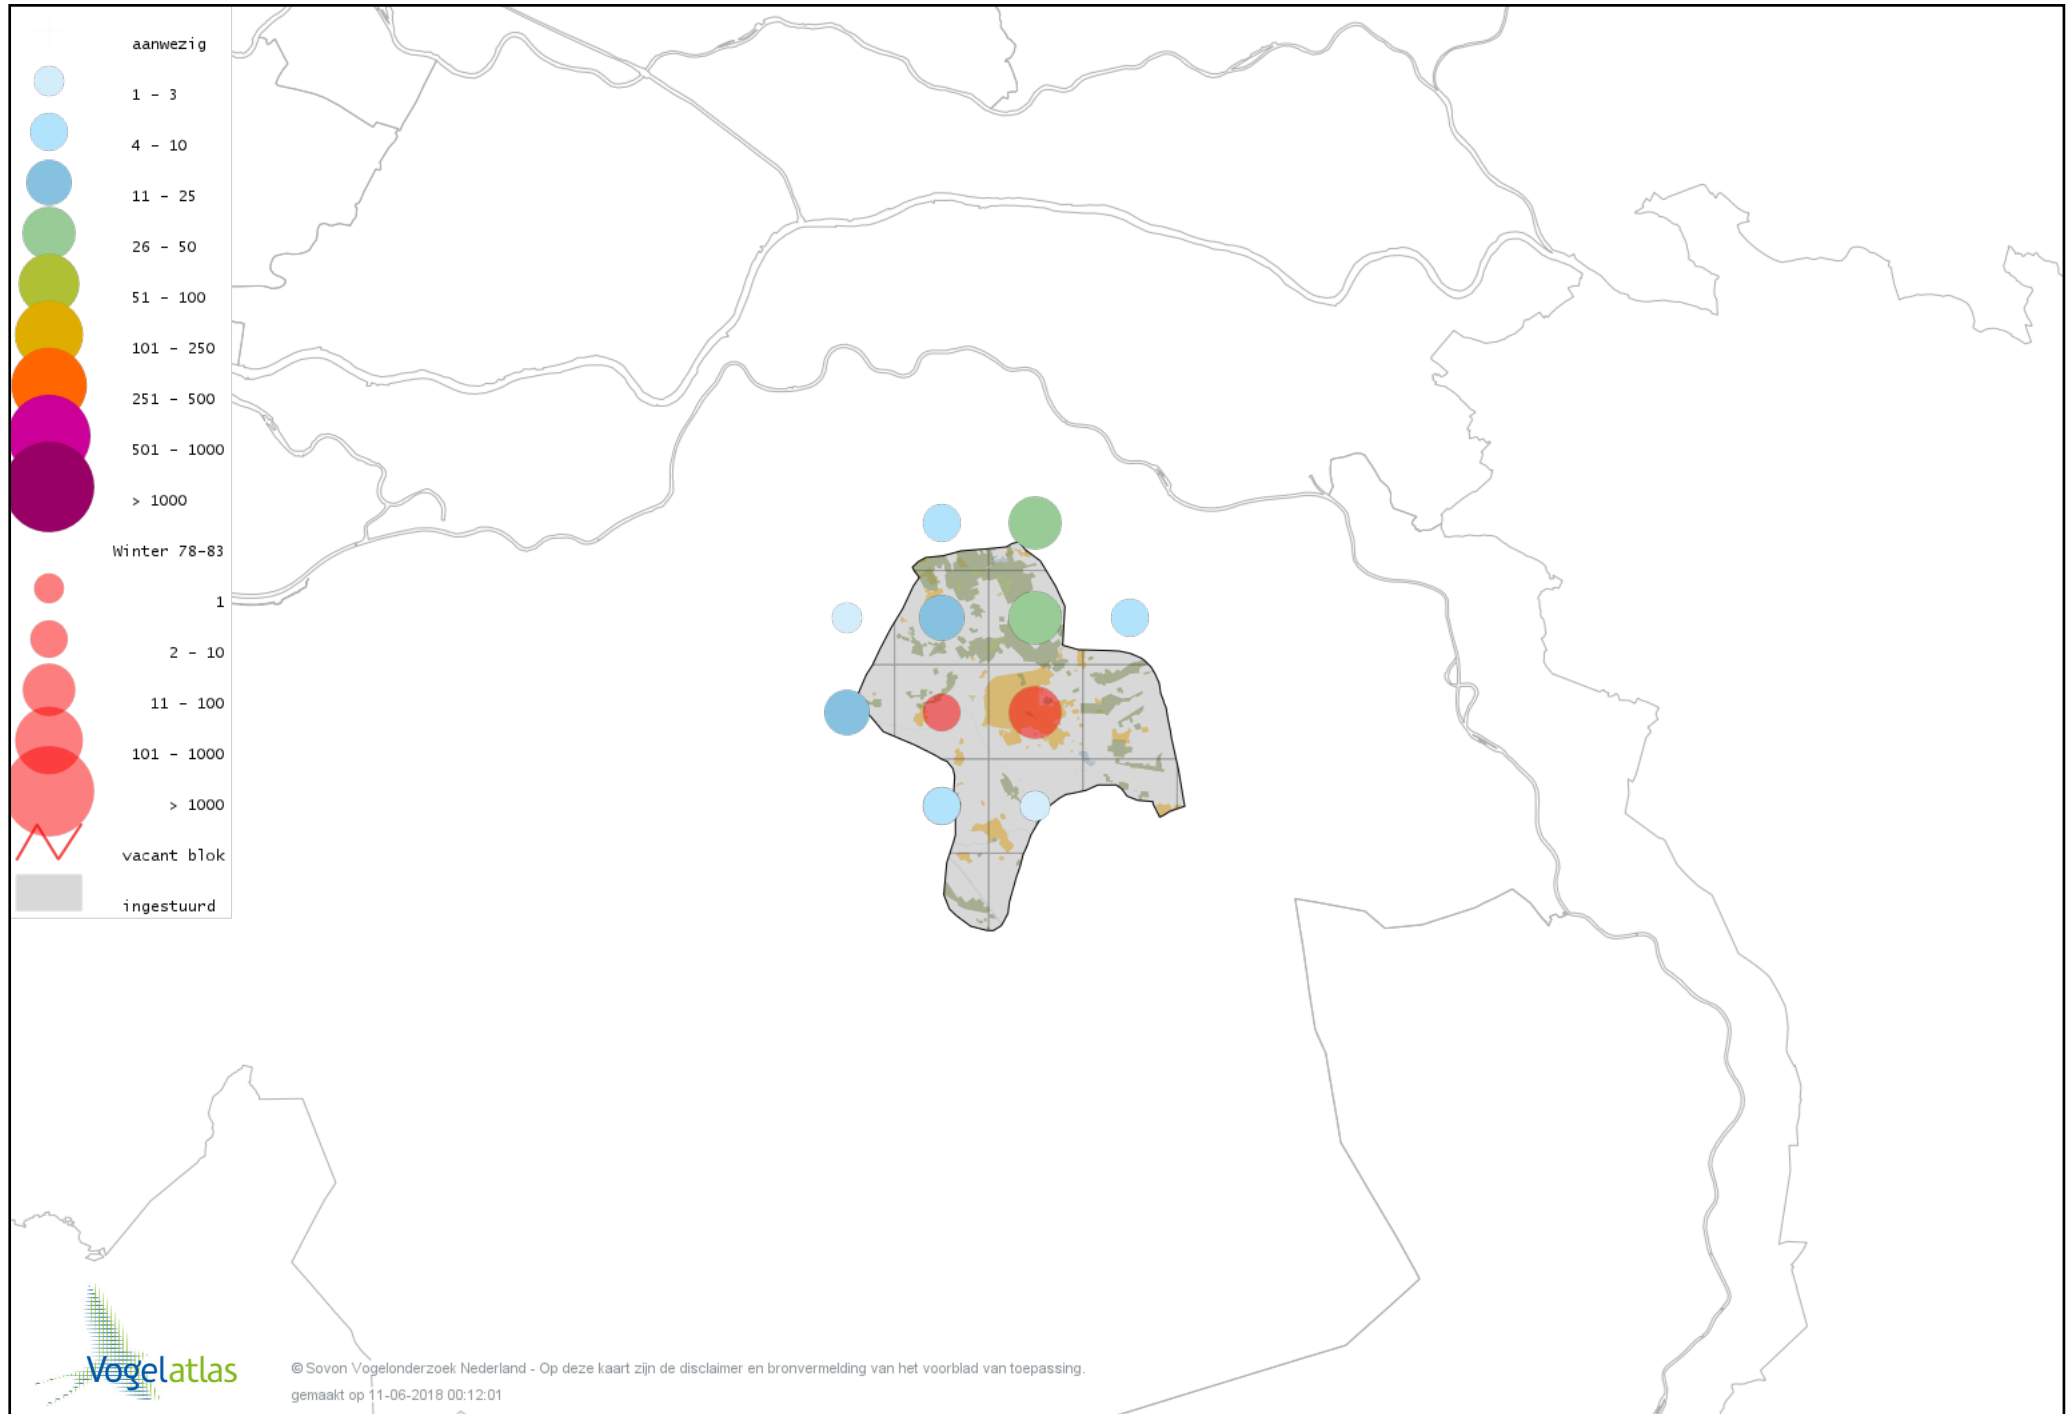 aanwezig
1 - 3
4 - 10
11 - 25
26 - 50
51 - 100
101 - 250
251 - 500
501 - 1000
> 1000
Winter 78-83
1
2 - 10
11 - 100
101 - 1000
> 1000
vacant blok
ingestuurd
Vogelatlas
© Sovon Vogelonderzoek Nederland - Op deze kaart zijn de disclaimer en bronvermelding van het voorblad van toepassing.
gemaakt op 11-06-2018 00:12:01